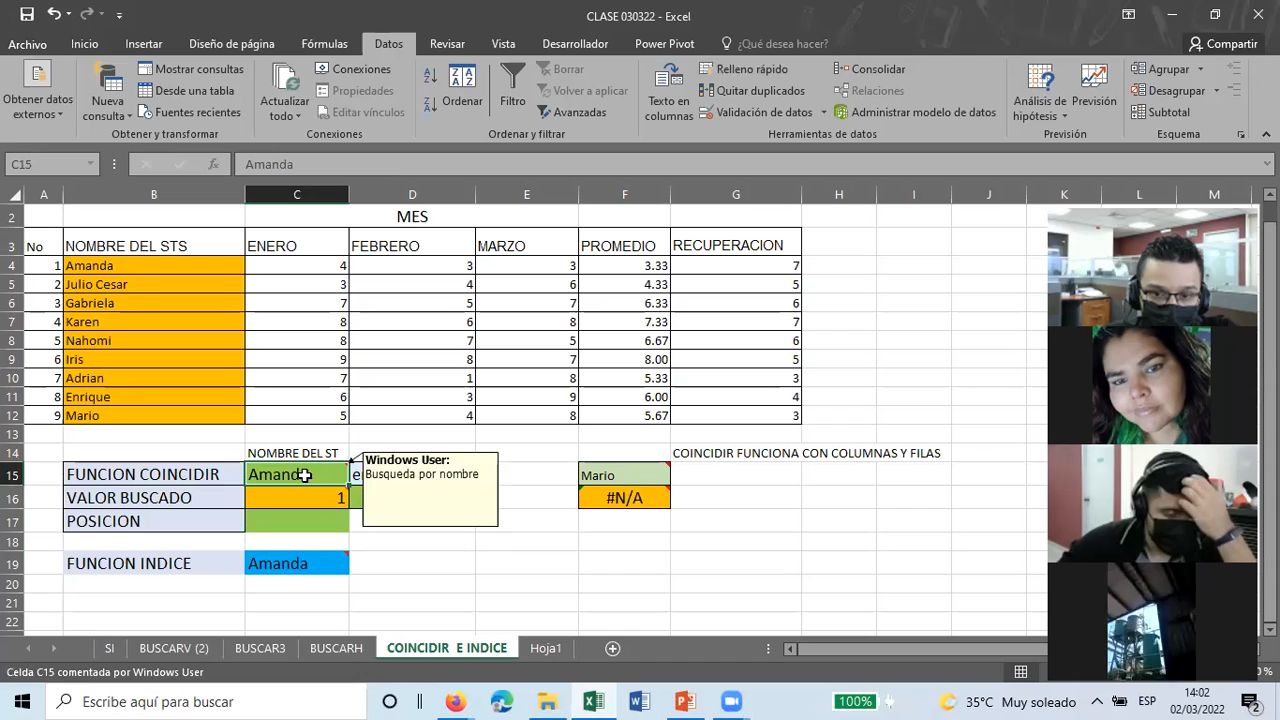 CLASE 030322 - Excel
Archivo Inicio Insertar Diseño de página Fórmulas Datos Revisar Vista Desarrollador Power Pivot ¿Qué desea hacer? Compartir
Obtener datos externos
Nueva consulta
Mostrar consultas
Desde una tabla
Fuentes recientes
Obtener y transformar
Actualizar todo
Conexiones
Propiedades
Editar vínculos
Conexiones
Ordenar
Filtro
Borrar
Volver a aplicar
Avanzadas
Ordenar y filtrar
Texto en columnas
Relleno rápido
Quitar duplicados
Validación de datos
Consolidar
Relaciones
Administrar modelo de datos
Herramientas de datos
Análisis de hipótesis
Previsión
Previsión
Agrupar
Desagrupar
Subtotal
Esquema
C15 fx Amanda
A B C D E F G H I J K L M
2 MES
3 No NOMBRE DEL STS ENERO FEBRERO MARZO PROMEDIO RECUPERACION
4 1 Amanda 4 3 3 3.33 7
5 2 Julio Cesar 3 4 6 4.33 5
6 3 Gabriela 7 5 7 6.33 6
7 4 Karen 8 6 8 7.33 7
8 5 Nahomi 8 7 5 6.67 6
9 6 Iris 9 8 7 8.00 5
10 7 Adrian 7 1 8 5.33 3
11 8 Enrique 6 3 9 6.00 4
12 9 Mario 5 4 8 5.67 3
13
14 NOMBRE DEL ST COINCIDIR FUNCIONA CON COLUMNAS Y FILAS
15 FUNCION COINCIDIR Amanda Mario
Windows User:
Busqueda por nombre
16 VALOR BUSCADO 1 #N/A
17 POSICION
18
19 FUNCION INDICE Amanda
20
21
22
SI BUSCARV (2) BUSCAR3 BUSCARH COINCIDIR E INDICE Hoja1
Celda C15 comentada por Windows User
Escribe aquí para buscar
100%
35°C Muy soleado
ESP
14:02
02/03/2022
2